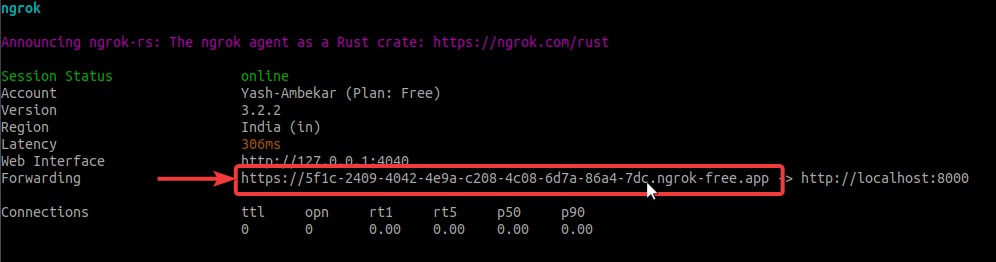 ngrok
Announcing ngrok-rs: The ngrok agent as a Rust crate: https://ngrok.com/rust
Session Status online
Account Yash-Ambekar (Plan: Free)
Version 3.2.2
Region India (in)
Latency 306ms
Web Interface http://127.0.0.1:4040
Forwarding https://5f1c-2409-4042-4e9a-c208-4c08-6d7a-86a4-7dc.ngrok-free.app -> http://localhost:8000
Connections ttl opn rt1 rt5 p50 p90
0 0 0.00 0.00 0.00 0.00